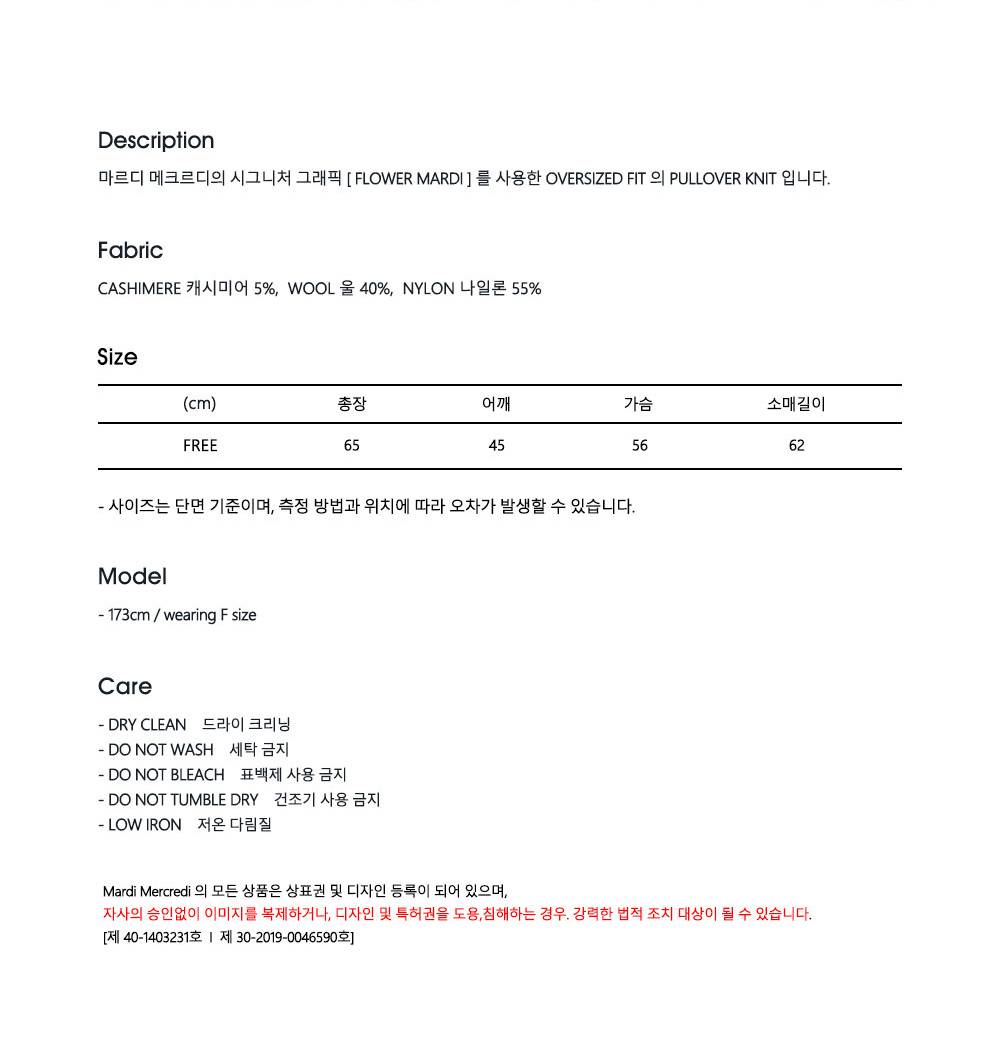 Description
마르디 메크르디의 시그니처 그래픽 [ FLOWER MARDI ] 를 사용한 OVERSIZED FIT 의 PULLOVER KNIT 입니다.
Fabric
CASHIMERE 캐시미어 5%, WOOL 울 40%, NYLON 나일론 55%
Size
(cm) 총장 어깨 가슴 소매길이
FREE 65 45 56 62
- 사이즈는 단면 기준이며, 측정 방법과 위치에 따라 오차가 발생할 수 있습니다.
Model
- 173cm / wearing F size
Care
- DRY CLEAN 드라이 크리닝
- DO NOT WASH 세탁 금지
- DO NOT BLEACH 표백제 사용 금지
- DO NOT TUMBLE DRY 건조기 사용 금지
- LOW IRON 저온 다림질
Mardi Mercredi 의 모든 상품은 상표권 및 디자인 등록이 되어 있으며,
자사의 승인없이 이미지를 복제하거나, 디자인 및 특허권을 도용,침해하는 경우. 강력한 법적 조치 대상이 될 수 있습니다.
[제 40-1403231호 I 제 30-2019-0046590호]